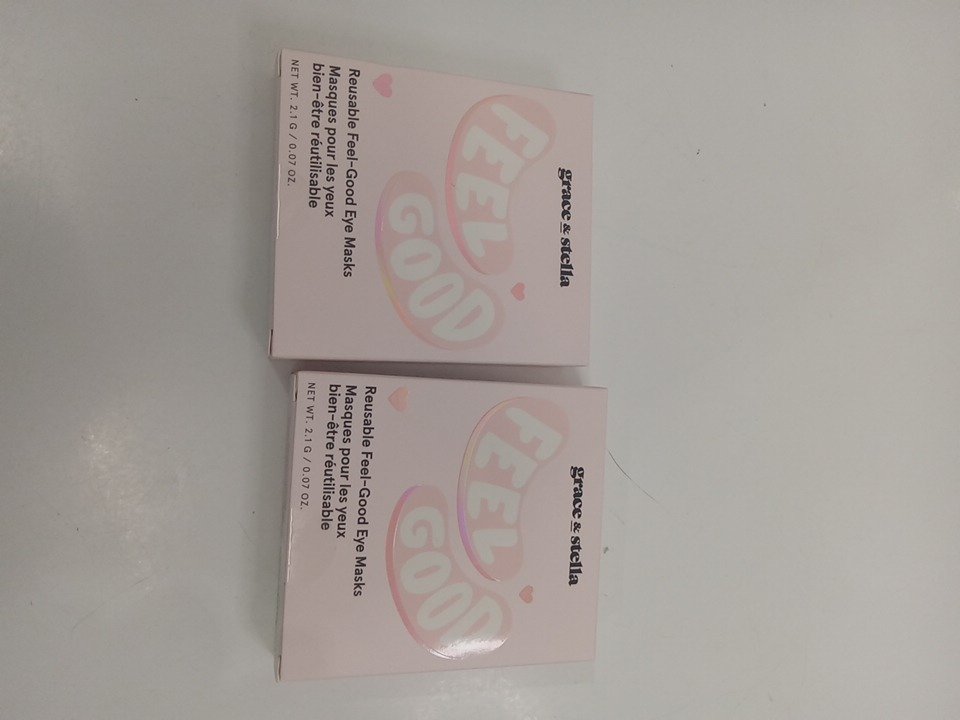 grace & stella
FEEL
GOOD
Reusable Feel-Good Eye Masks
Masques pour les yeux
bien-être réutilisable
NET WT. 2.1 G / 0.07 OZ.
grace & stella
FEEL
GOOD
Reusable Feel-Good Eye Masks
Masques pour les yeux
bien-être réutilisable
NET WT. 2.1 G / 0.07 OZ.